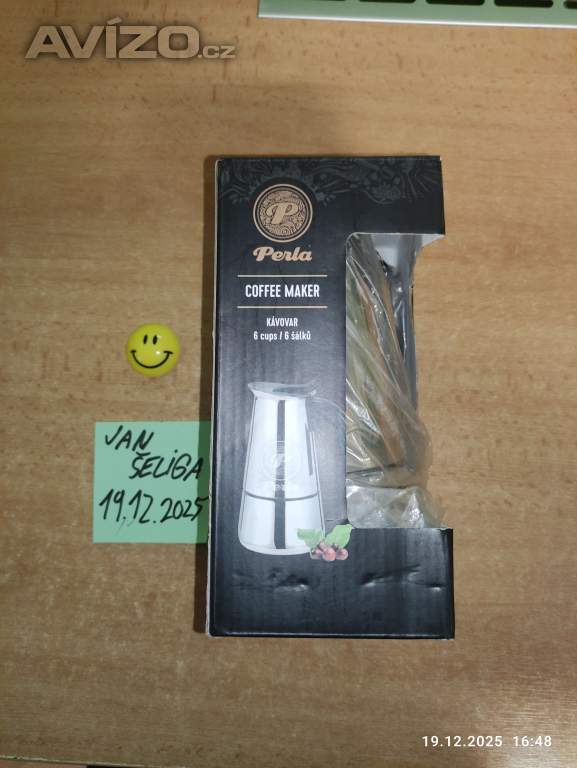 AVÍZO.cz
P
Perla
COFFEE MAKER
KÁVOVAR
6 cups / 6 šálků
P
JAN
ŠELIGA
19.12.2025
19.12.2025 16:48